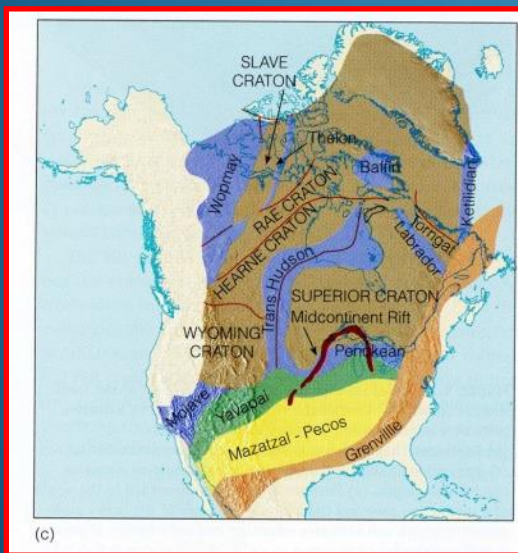 SLAVE
CRATON
Thelon
Wopmay
Baffin
Ketilidian
RAE CRATON
HEARNE CRATON
Torngat
Labrador
Trans Hudson
SUPERIOR CRATON
Midcontinent Rift
WYOMING
CRATON
Penokean
Mojave
Yavapai
Mazatzal - Pecos
Grenville
(c)